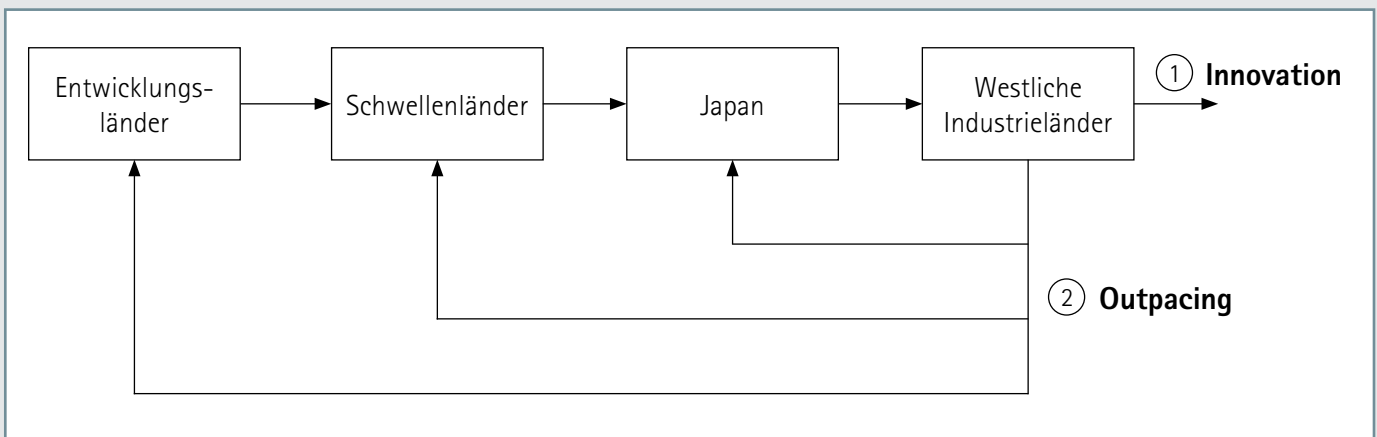 Entwicklungs-
länder
Schwellenländer
Japan
Westliche
Industrieländer
1 Innovation
2 Outpacing